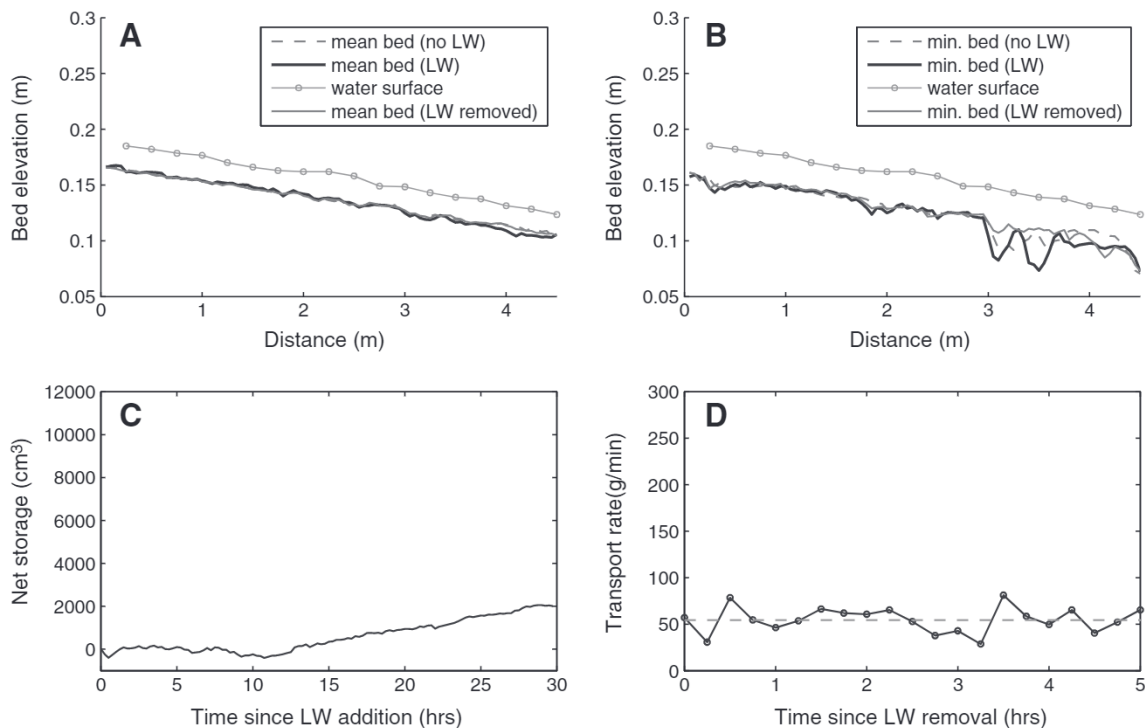 A
0.3
0.25
0.2
0.15
0.1
0.05
Bed elevation (m)
mean bed (no LW)
mean bed (LW)
water surface
mean bed (LW removed)
0
1
2
3
4
Distance (m)
B
0.3
0.25
0.2
0.15
0.1
0.05
Bed elevation (m)
min. bed (no LW)
min. bed (LW)
water surface
min. bed (LW removed)
0
1
2
3
4
Distance (m)
C
12000
10000
8000
6000
4000
2000
0
Net storage (cm³)
0
5
10
15
20
25
30
Time since LW addition (hrs)
D
300
250
200
150
100
50
0
Transport rate(g/min)
0
1
2
3
4
5
Time since LW removal (hrs)